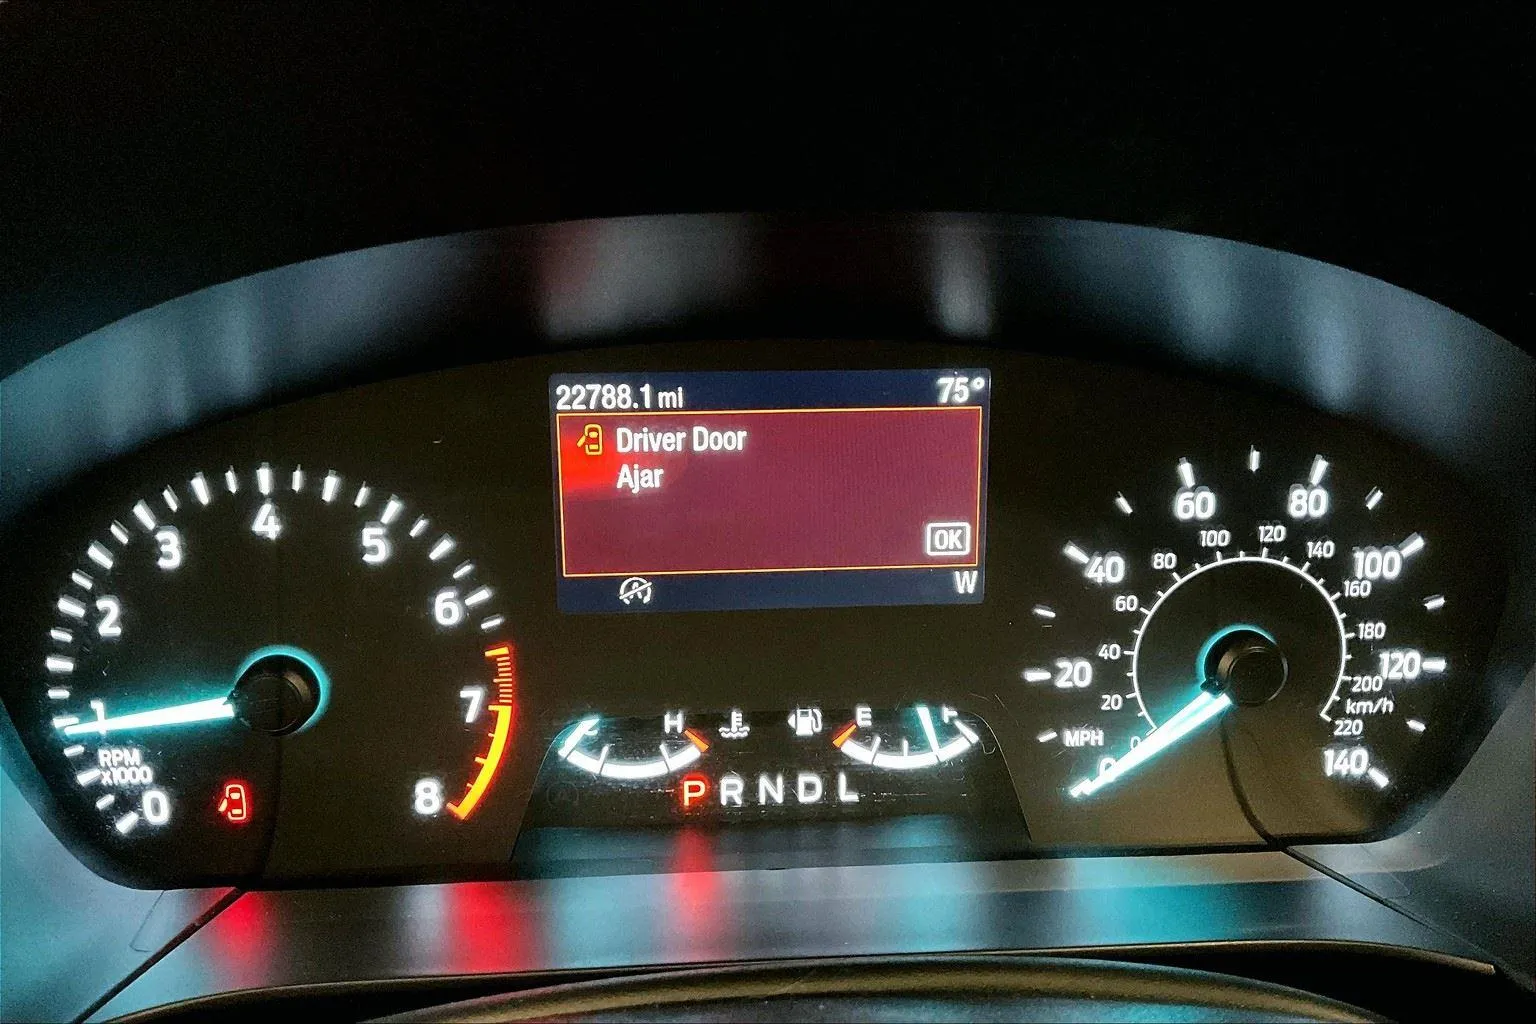 22788.1 mi 75°
Driver Door
Ajar
OK
W
0 1 2 3 4 5 6 7 8
RPM
x1000
H E
P R N D L
0 20 40 60 80 100 120 140
MPH
0 20 40 60 80 100 120 140 160 180 200 220
km/h